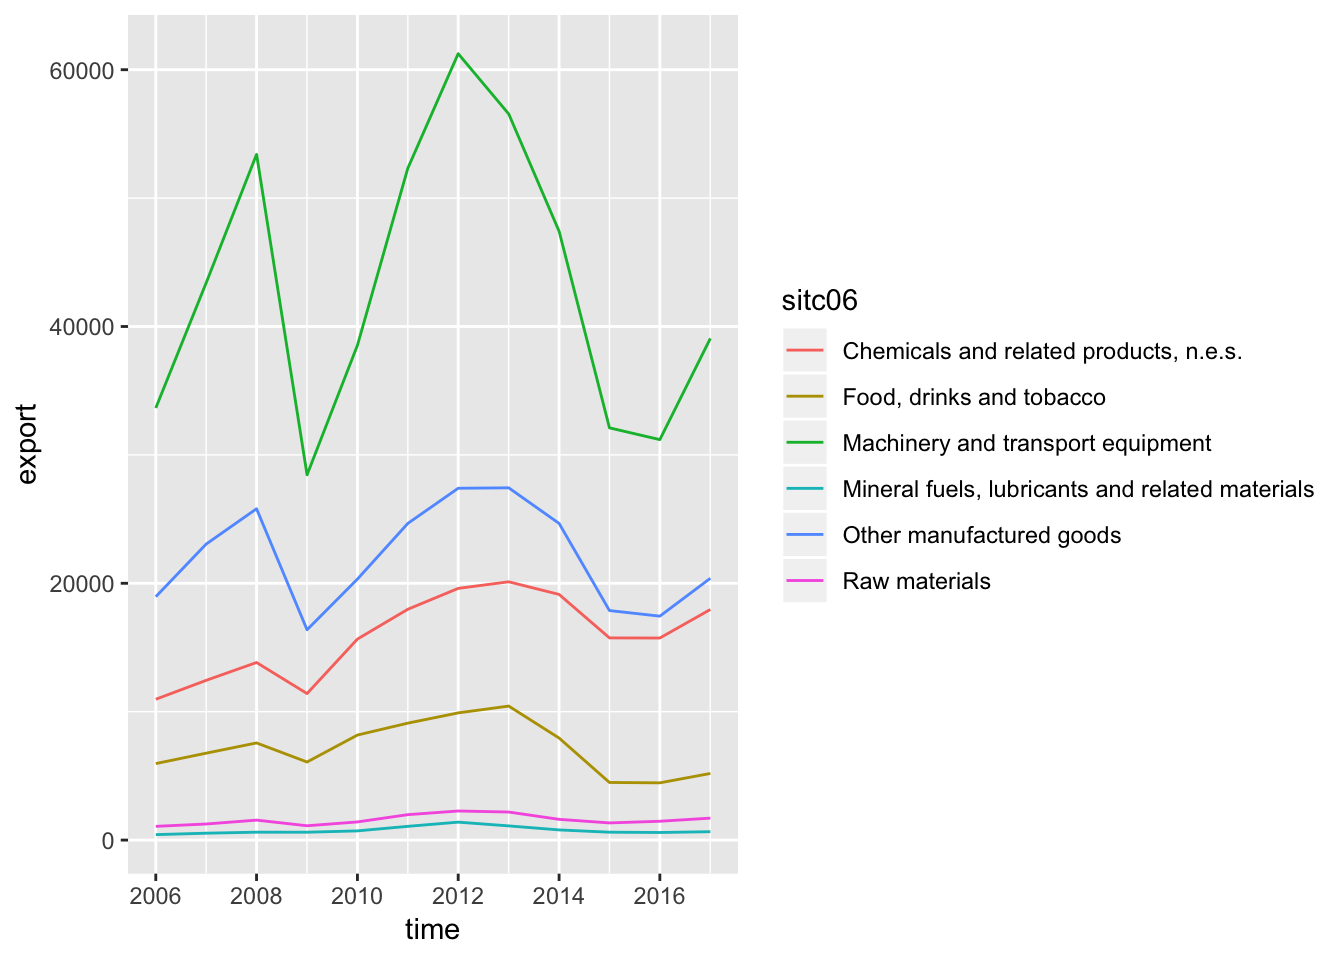 60000
40000
20000
0
export
2006
2008
2010
2012
2014
2016
time
sitc06
Chemicals and related products, n.e.s.
Food, drinks and tobacco
Machinery and transport equipment
Mineral fuels, lubricants and related materials
Other manufactured goods
Raw materials